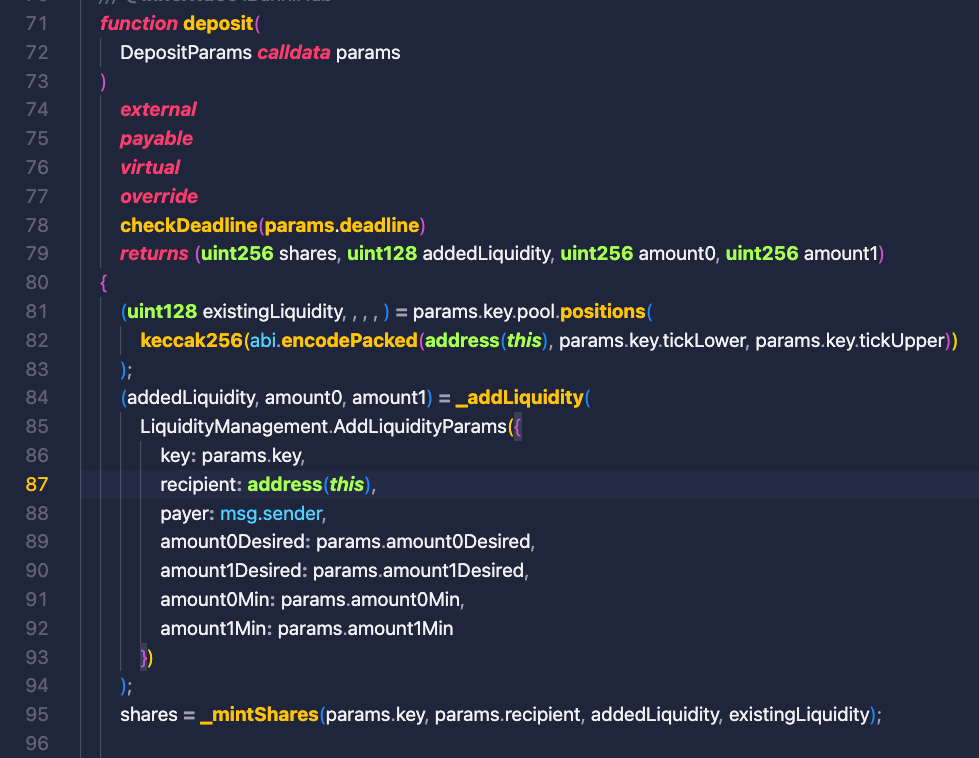 71 function deposit(
72 DepositParams calldata params
73 )
74 external
75 payable
76 virtual
77 override
78 checkDeadline(params.deadline)
79 returns (uint256 shares, uint128 addedLiquidity, uint256 amount0, uint256 amount1)
80 {
81 (uint128 existingLiquidity, , , , ) = params.key.pool.positions(
82 keccak256(abi.encodePacked(address(this), params.key.tickLower, params.key.tickUpper))
83 );
84 (addedLiquidity, amount0, amount1) = _addLiquidity(
85 LiquidityManagement.AddLiquidityParams({
86 key: params.key,
87 recipient: address(this),
88 payer: msg.sender,
89 amount0Desired: params.amount0Desired,
90 amount1Desired: params.amount1Desired,
91 amount0Min: params.amount0Min,
92 amount1Min: params.amount1Min
93 })
94 );
95 shares = _mintShares(params.key, params.recipient, addedLiquidity, existingLiquidity);
96